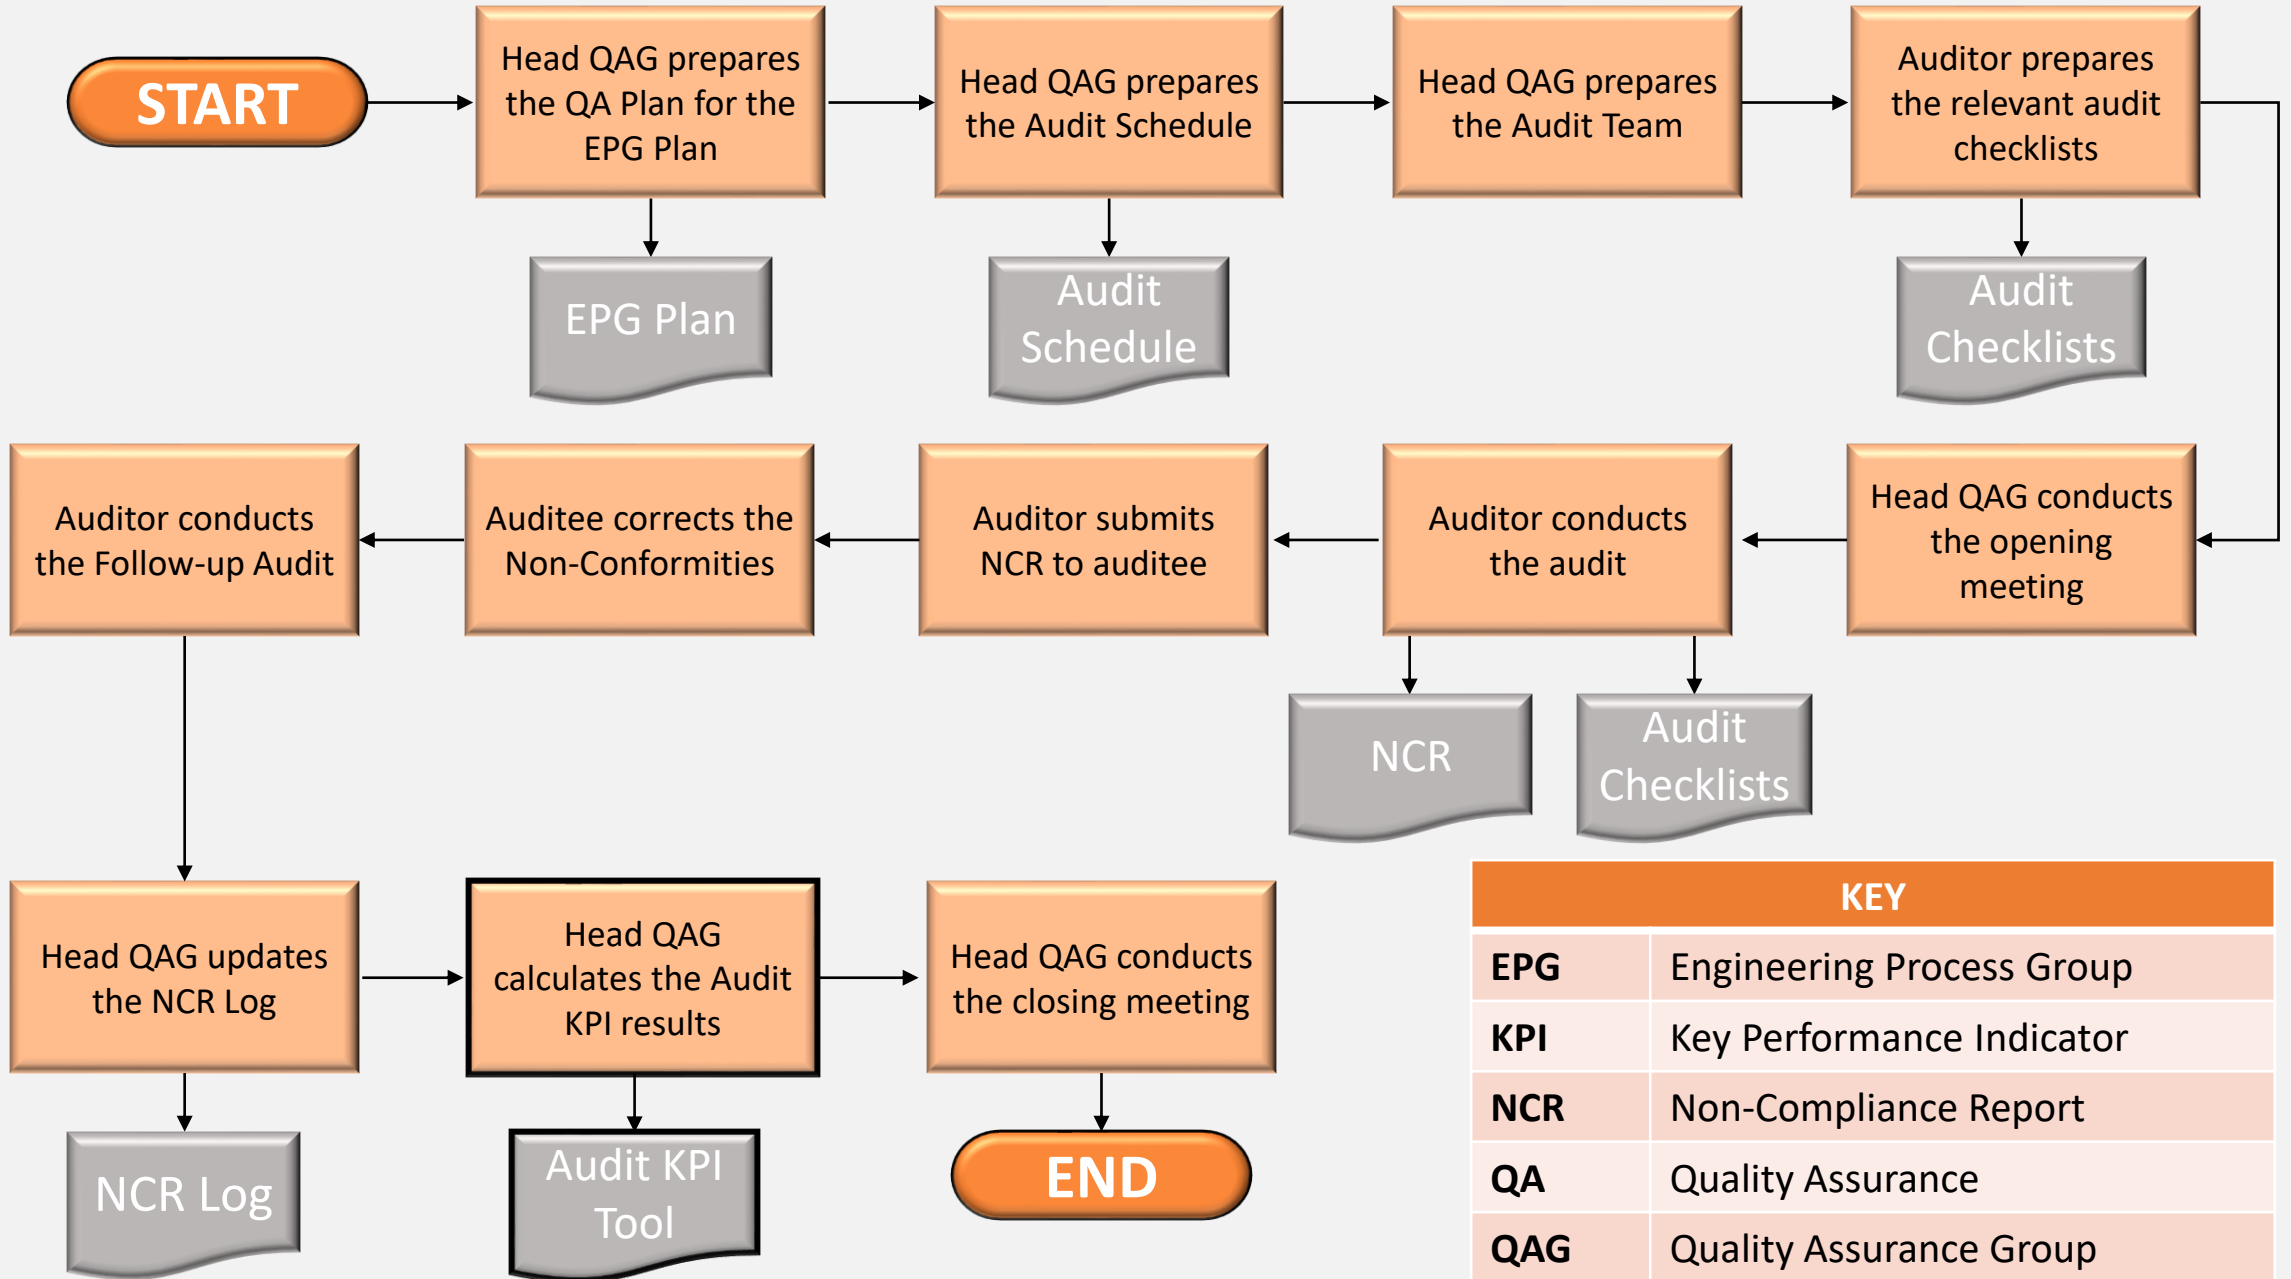 START
Head QAG prepares
the QA Plan for the
EPG Plan
Head QAG prepares
the Audit Schedule
Head QAG prepares
the Audit Team
Auditor prepares
the relevant audit
checklists
EPG Plan
Audit
Schedule
Audit
Checklists
Auditor conducts
the Follow-up Audit
Auditee corrects the
Non-Conformities
Auditor submits
NCR to auditee
Auditor conducts
the audit
Head QAG conducts
the opening
meeting
NCR
Audit
Checklists
Head QAG updates
the NCR Log
Head QAG
calculates the Audit
KPI results
Head QAG conducts
the closing meeting
NCR Log
Audit KPI
Tool
END
KEY
EPG Engineering Process Group
KPI Key Performance Indicator
NCR Non-Compliance Report
QA Quality Assurance
QAG Quality Assurance Group